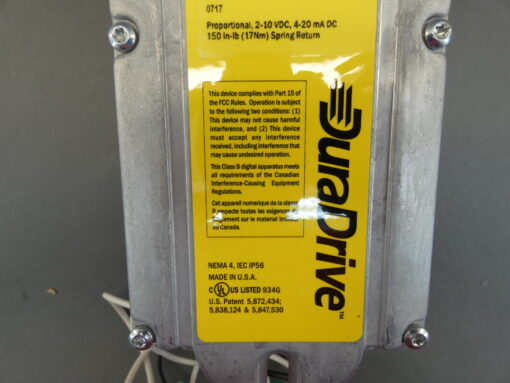 0717
Proportional, 2-10 VDC, 4-20 mA DC
150 in-lb (17Nm) Spring Return
This device complies with Part 15 of
the FCC Rules. Operation is subject
to the following two conditions: (1)
This device may not cause harmful
interference, and (2) This device
must accept any interference
received, including interference that
may cause undesired operation.
This Class B digital apparatus meets
all requirements of the Canadian
Interference-Causing Equipment
Regulations.
Cet appareil numerique de la classe
B respecte toutes les exigences du
sur le material
du Canada.
DuraDrive™
NEMA 4, IEC IP56
MADE IN U.S.A.
C UL US LISTED 934G
U.S. Patent 5,872,434;
5,838,124 & 5,847,530